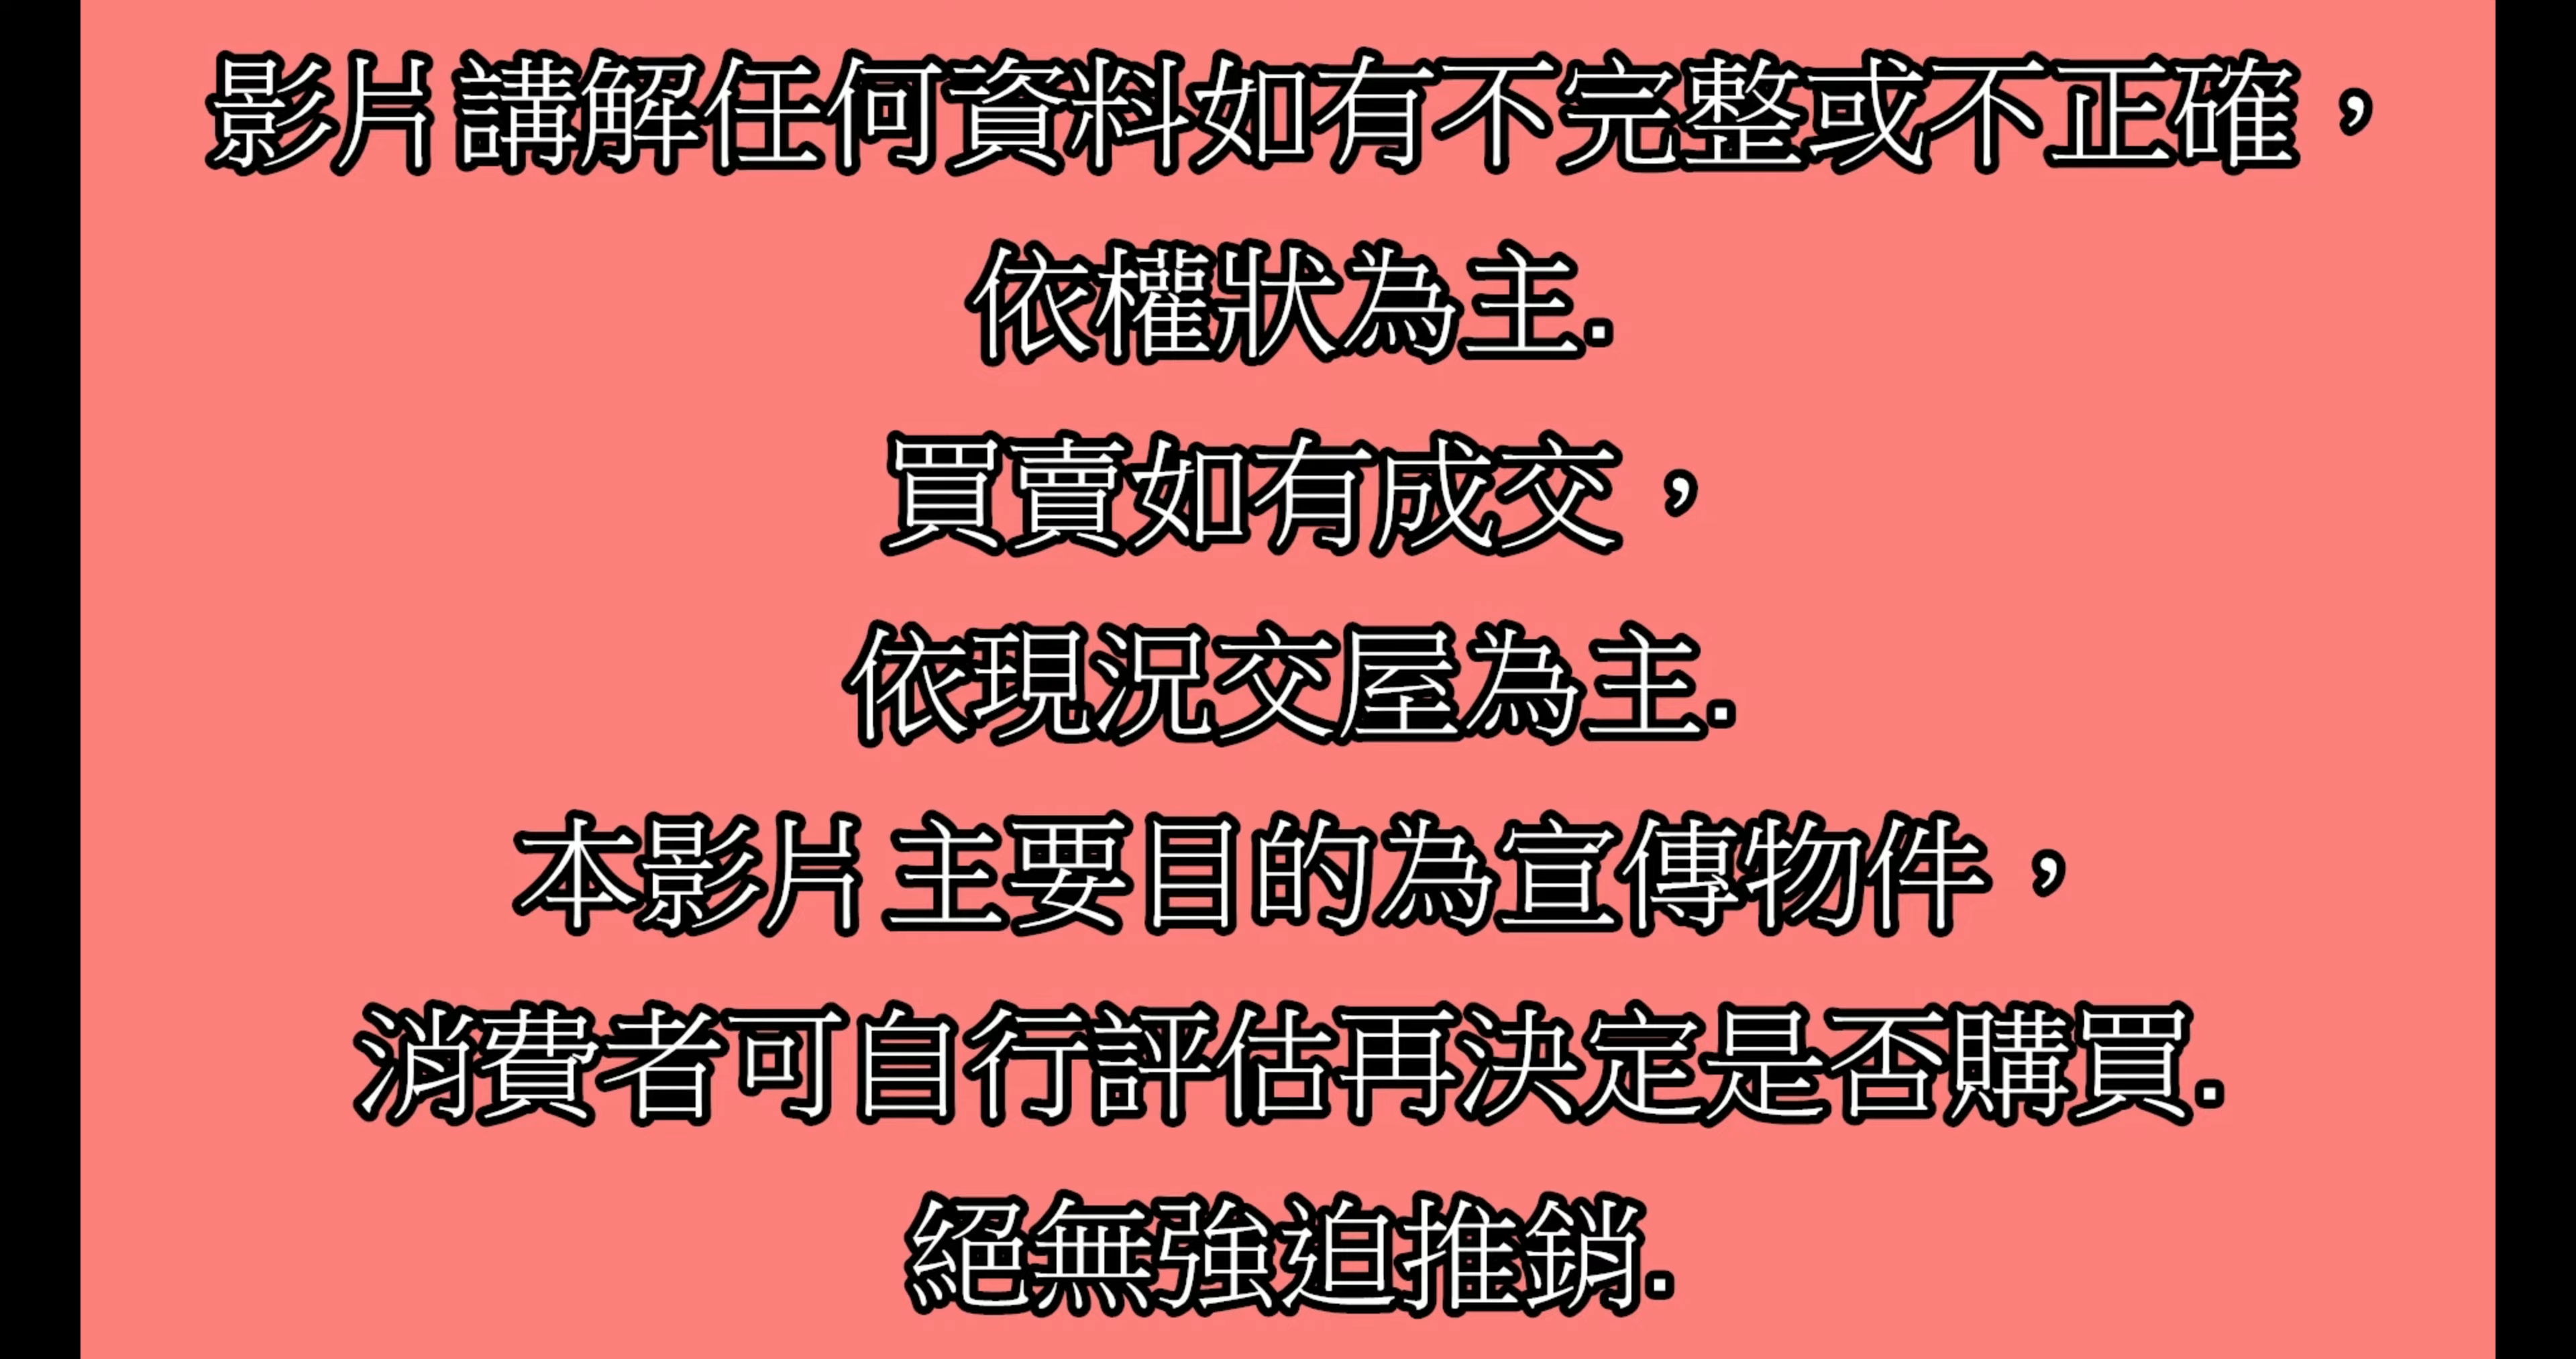 影片講解任何資料如有不完整或不正確，
依權狀為主.
買賣如有成交，
依現況交屋為主.
本影片主要目的為宣傳物件，
消費者可自行評估再決定是否購買.
絕無強迫推銷.